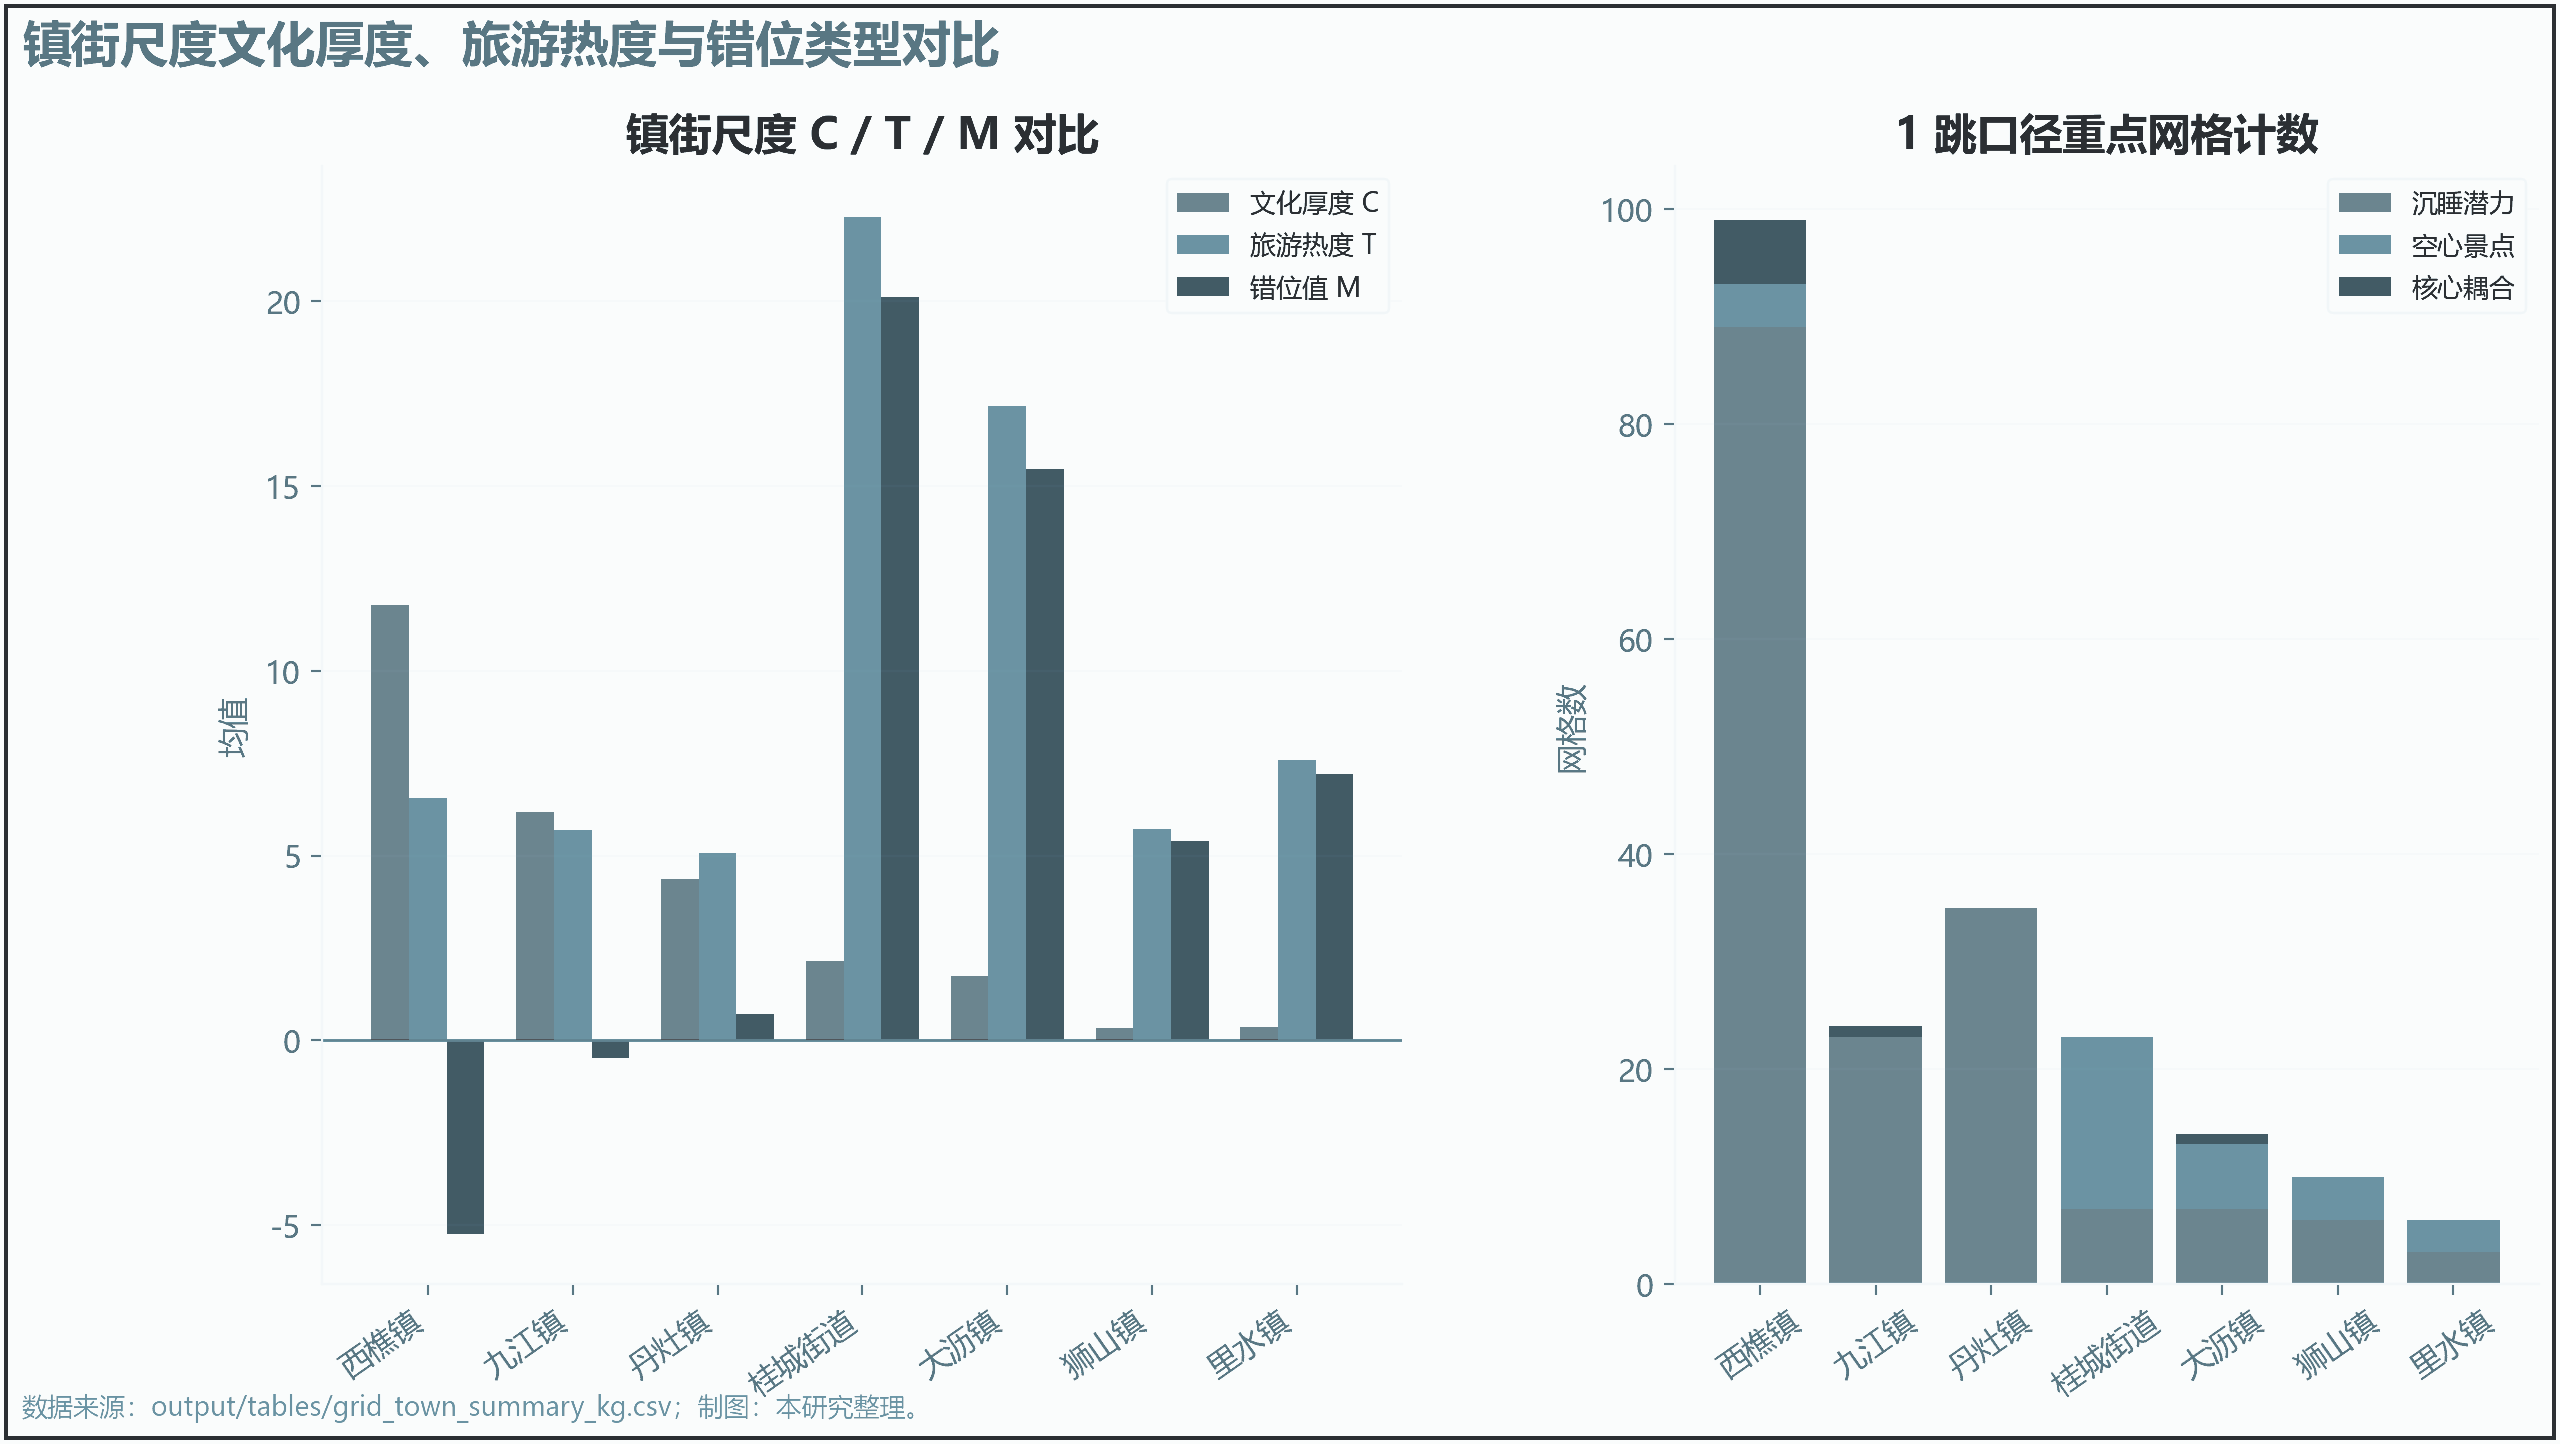 镇街尺度文化厚度、旅游热度与错位类型对比
镇街尺度 C / T / M 对比
文化厚度 C
旅游热度 T
错位值 M
均值
20
15
10
5
0
-5
西樵镇
九江镇
丹灶镇
桂城街道
大沥镇
狮山镇
里水镇
1 跳口径重点网格计数
沉睡潜力
空心景点
核心耦合
网格数
100
80
60
40
20
0
西樵镇
九江镇
丹灶镇
桂城街道
大沥镇
狮山镇
里水镇
数据来源：output/tables/grid_town_summary_kg.csv；制图：本研究整理。